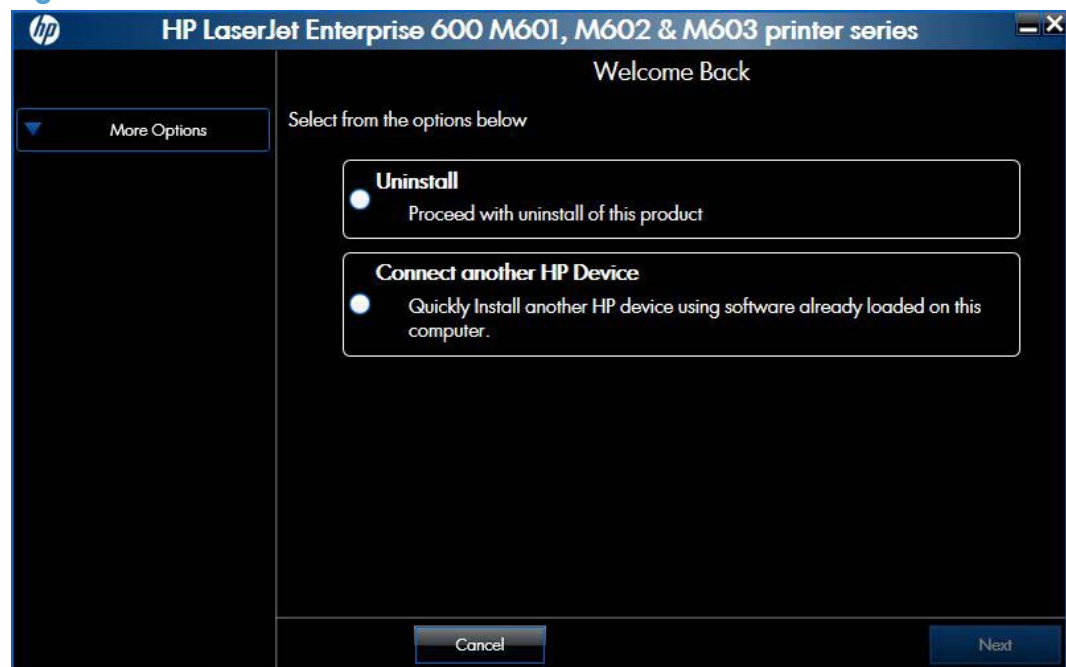 hp
HP LaserJet Enterprise 600 M601, M602 & M603 printer series
Welcome Back
More Options
Select from the options below
Uninstall
Proceed with uninstall of this product
Connect another HP Device
Quickly Install another HP device using software already loaded on this
computer.
Cancel
Next